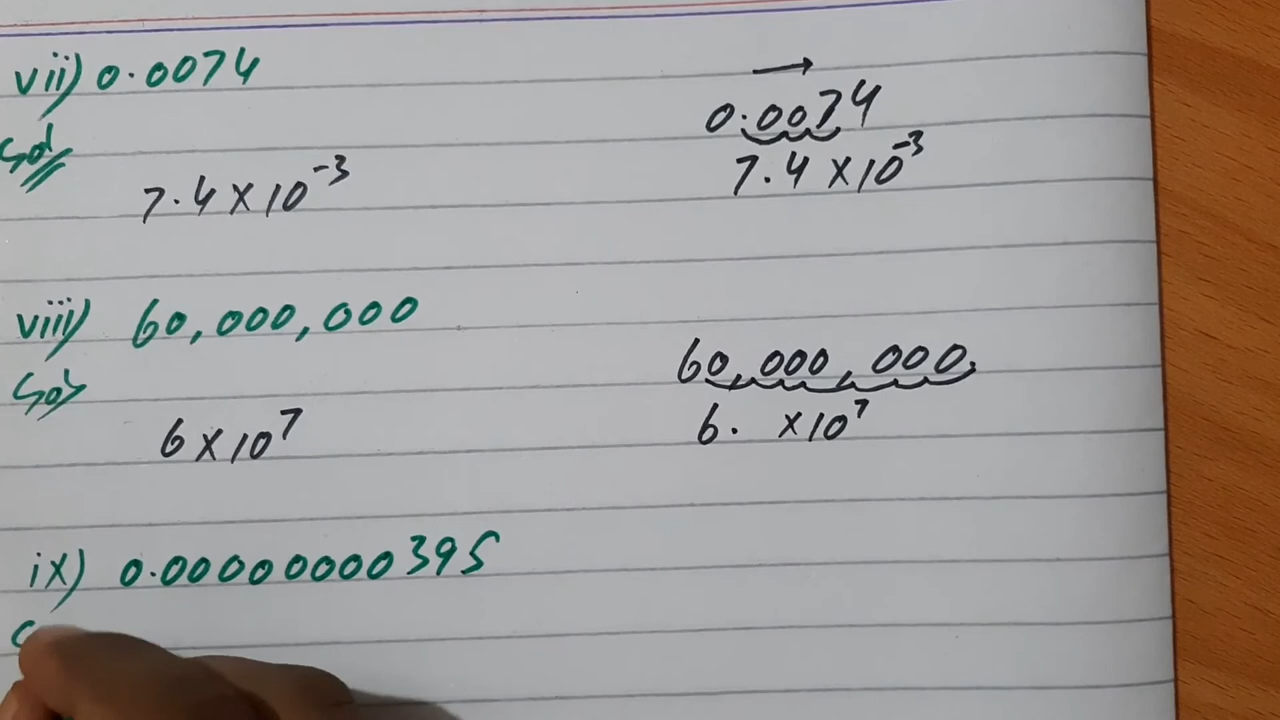 vii) 0.0074
0.0074
Sol
7.4 × 10⁻³
7.4 × 10⁻³
viii) 60,000,000
60,000,000.
Sol
6 × 10⁷
6. × 10⁷
ix) 0.00000000395